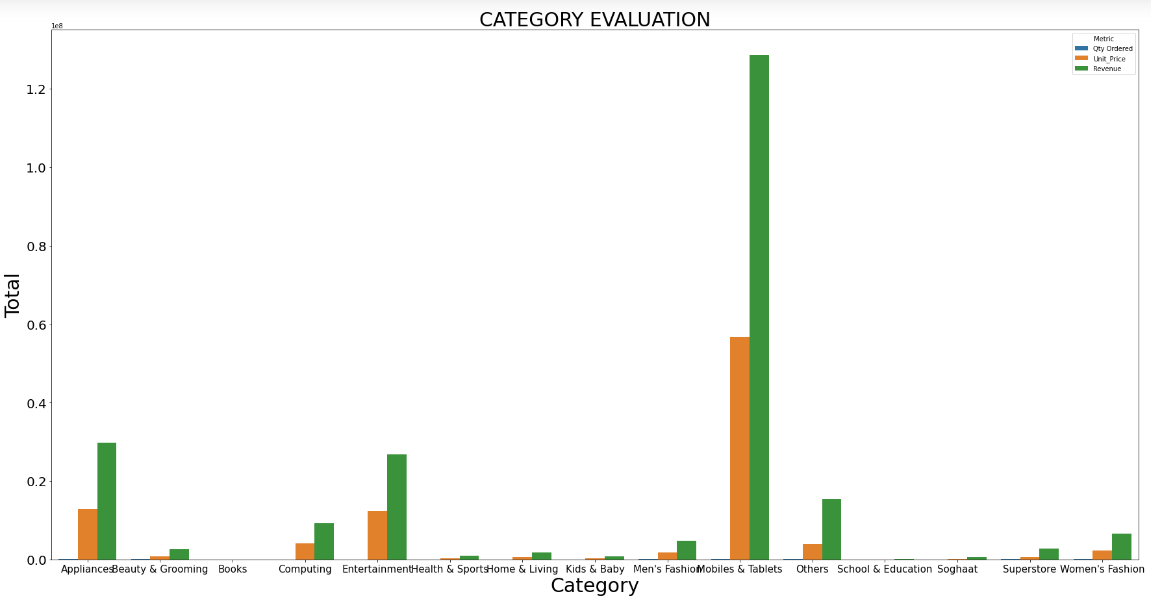 CATEGORY EVALUATION
1e8
Metric
Qty Ordered
Unit_Price
Revenue
1.2
1.0
0.8
0.6
0.4
0.2
0.0
Total
Appliances Beauty & Grooming Books Computing Entertainment Health & Sports Home & Living Kids & Baby Men's Fashion Mobiles & Tablets Others School & Education Soghaat Superstore Women's Fashion
Category